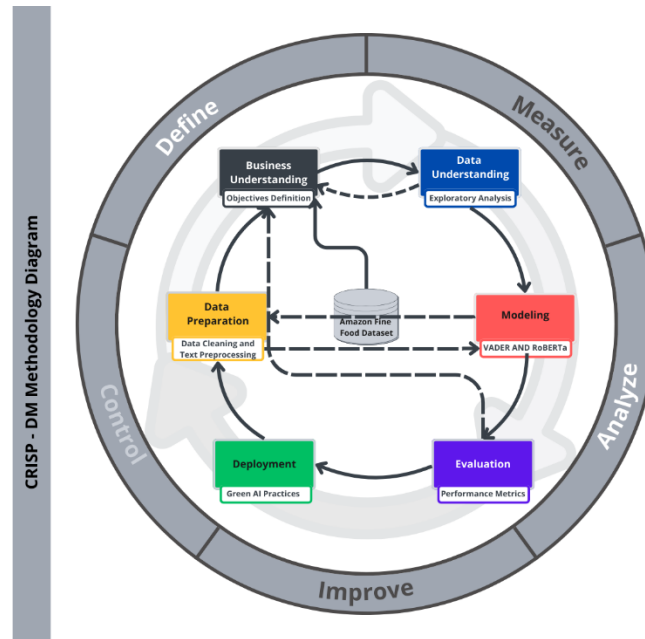 CRISP - DM Methodology Diagram
Define
Measure
Analyze
Improve
Control
Business
Understanding
Objectives Definition
Data
Understanding
Exploratory Analysis
Amazon Fine
Food Dataset
Data
Preparation
Data Cleaning and
Text Preprocessing
Modeling
VADER AND RoBERTa
Deployment
Green AI Practices
Evaluation
Performance Metrics